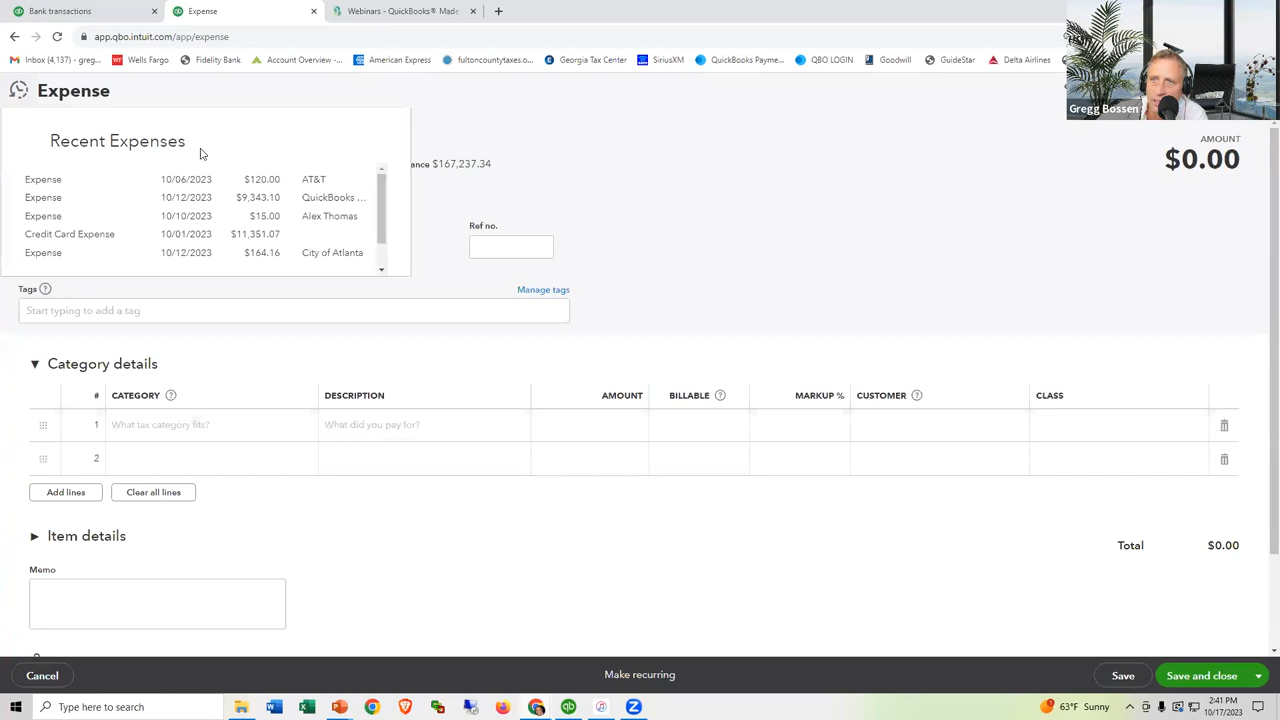 Bank transactions
Expense
Webinars - QuickBooks® Made
app.qbo.intuit.com/app/expense
Inbox (4,137) - greg...
Wells Fargo
Fidelity Bank
Account Overview -...
American Express
fultoncountytaxes.o...
Georgia Tax Center
SiriusXM
QuickBooks Payme...
QBO LOGIN
Goodwill
GuideStar
Delta Airlines
Gregg Bossen
Expense
Recent Expenses
Expense 10/06/2023 $120.00 AT&T
Expense 10/12/2023 $9,343.10 QuickBooks ...
Expense 10/10/2023 $15.00 Alex Thomas
Credit Card Expense 10/01/2023 $11,351.07
Expense 10/12/2023 $164.16 City of Atlanta
ance $167,237.34
AMOUNT
$0.00
Ref no.
Tags
Manage tags
Start typing to add a tag
Category details
# CATEGORY DESCRIPTION AMOUNT BILLABLE MARKUP % CUSTOMER CLASS
1 What tax category fits? What did you pay for?
2
Add lines Clear all lines
Item details
Total $0.00
Memo
Cancel Make recurring Save Save and close
Type here to search
63°F Sunny
2:41 PM
10/17/2023